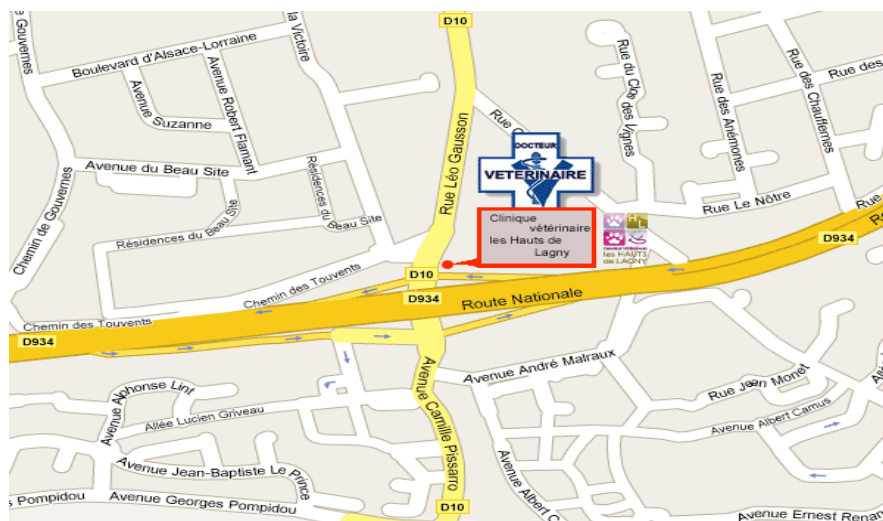 D10
de Gouvernes
la Victoire
Boulevard d'Alsace-Lorraine
Avenue Suzanne
Avenue Robert Flamant
Rue du Clos des Vignes
Rue des Anémones
Rue des Chauffernes
Rue des
Rue
DOCTEUR
VETERINAIRE
Avenue du Beau Site
Résidences du Beau Site
Résidences du Beau Site
Chemin de Gouvernes
Rue Léo Gausson
Clinique
vétérinaire
les Hauts de
Lagny
HL
les HAUTS
de LAGNY
Rue Le Nôtre
Rue
D934
D10
Chemin des Touvents
D934
Route Nationale
Chemin des Touvents
D934
Avenue André Malraux
Avenue Camille Pissarro
Rue Jean Monet
Avenue Alphonse Lint
Allée Lucien Griveau
Avenue Albert Camus
Avenue Albert C
Avenue Jean-Baptiste Le Prince
es Pompidou
Avenue Georges Pompidou
D10
Avenue Ernest Renan